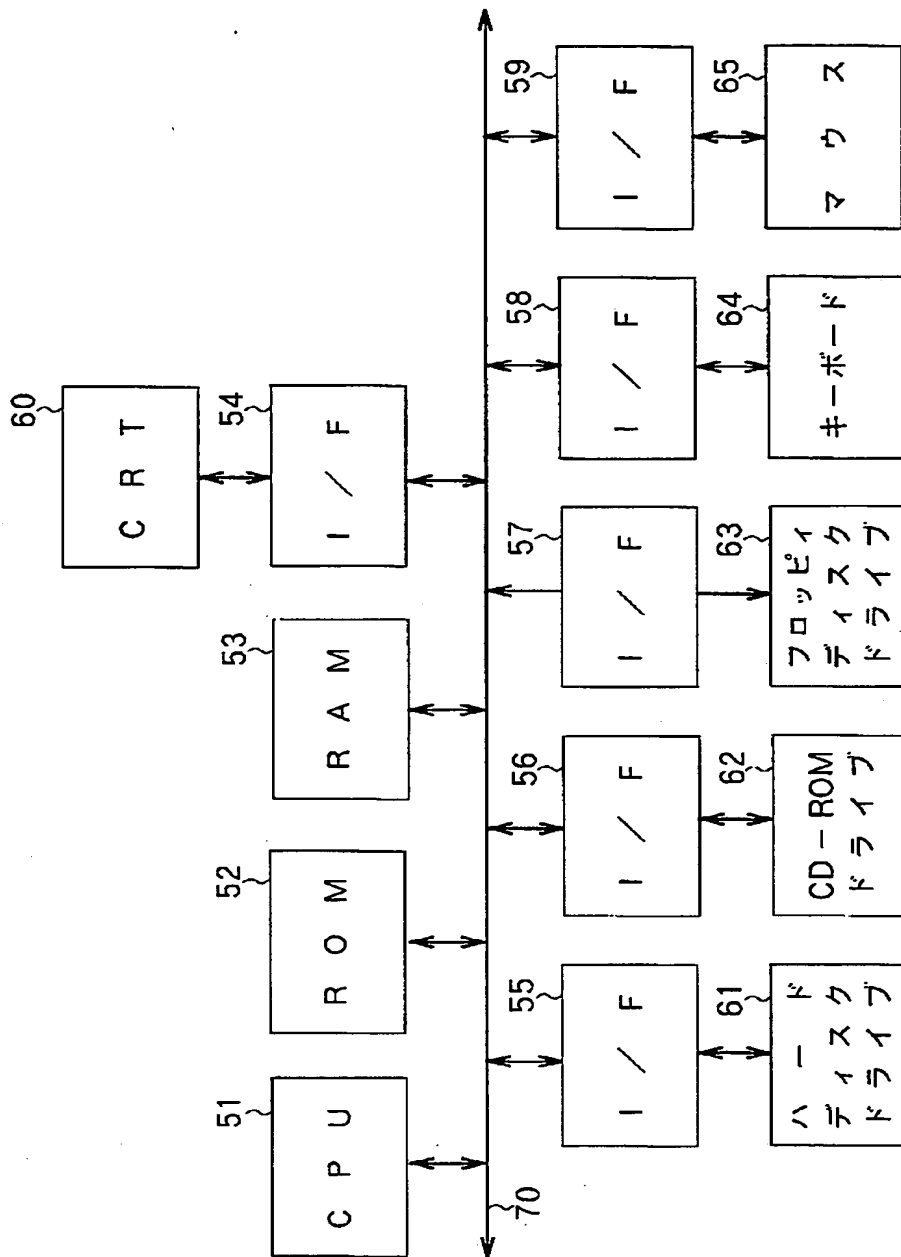 60
CRT
51
CPU
52
ROM
53
RAM
54
I/F
70
55
I/F
56
I/F
57
I/F
58
I/F
59
I/F
61
ハード
ディスク
ドライブ
62
CD-ROM
ドライブ
63
フロッピィ
ディスク
ドライブ
64
キーボード
65
マウス